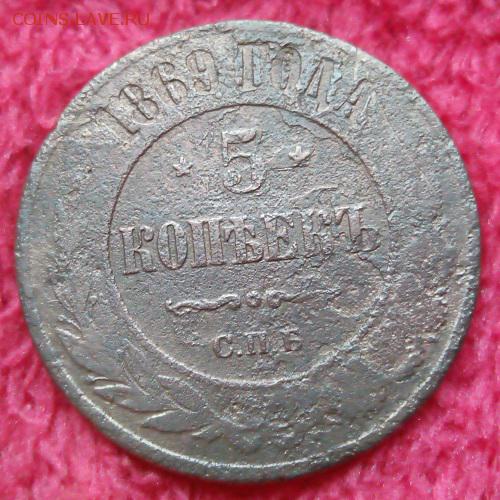 COINS.LAVE.RU
1869 ГОДА
5
КОПѢЕКЪ
С.П.Б